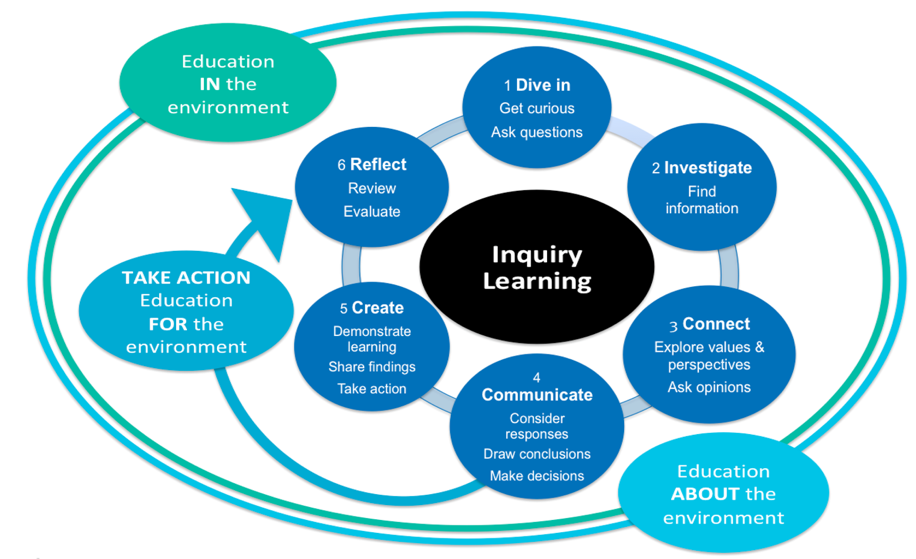 Education
IN the
environment
1 Dive in
Get curious
Ask questions
2 Investigate
Find
information
3 Connect
Explore values &
perspectives
Ask opinions
4
Communicate
Consider
responses
Draw conclusions
Make decisions
5 Create
Demonstrate
learning
Share findings
Take action
6 Reflect
Review
Evaluate
Inquiry
Learning
TAKE ACTION
Education
FOR the
environment
Education
ABOUT the
environment